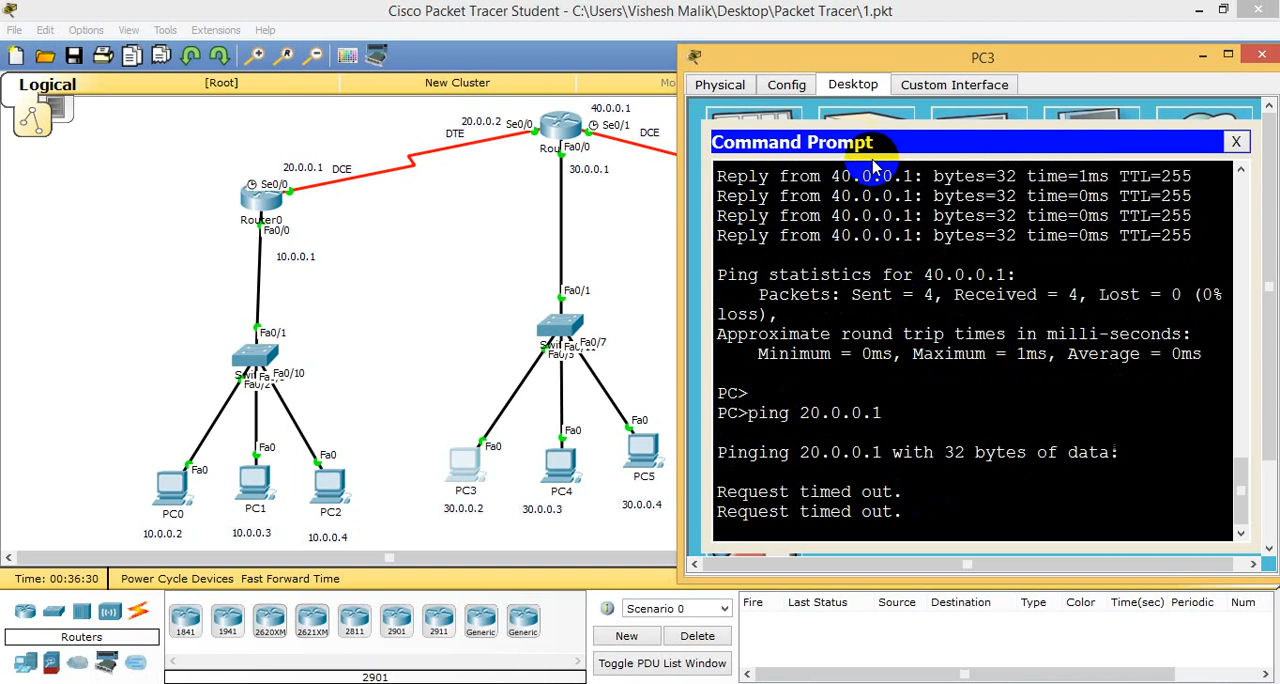 Cisco Packet Tracer Student - C:\Users\Vishesh Malik\Desktop\Packet Tracer\1.pkt
File Edit Options View Tools Extensions Help
Logical
[Root]
New Cluster
PC3
Physical Config Desktop Custom Interface
Command Prompt
X
Reply from 40.0.0.1: bytes=32 time=1ms TTL=255
Reply from 40.0.0.1: bytes=32 time=0ms TTL=255
Reply from 40.0.0.1: bytes=32 time=0ms TTL=255
Reply from 40.0.0.1: bytes=32 time=0ms TTL=255
Ping statistics for 40.0.0.1:
Packets: Sent = 4, Received = 4, Lost = 0 (0%
loss),
Approximate round trip times in milli-seconds:
Minimum = 0ms, Maximum = 1ms, Average = 0ms
PC>
PC>ping 20.0.0.1
Pinging 20.0.0.1 with 32 bytes of data:
Request timed out.
Request timed out.
40.0.0.1
20.0.0.2 Se0/0
Se0/1
DTE
DCE
Fa0/0
30.0.0.1
20.0.0.1 DCE
Se0/0
Router0
Fa0/0
10.0.0.1
Fa0/1
Fa0/1
Fa0/7
Fa0/10
Fa0
Fa0
Fa0
Fa0
Fa0
Fa0
PC0
PC1
PC2
PC3
PC4
PC5
10.0.0.2
10.0.0.3
10.0.0.4
30.0.0.2
30.0.0.3
30.0.0.4
Time: 00:36:30 Power Cycle Devices Fast Forward Time
Routers
1841 1941 2620XM 2621XM 2811 2901 2911 Generic Generic
2901
Scenario 0
New Delete
Toggle PDU List Window
Fire Last Status Source Destination Type Color Time(sec) Periodic Num